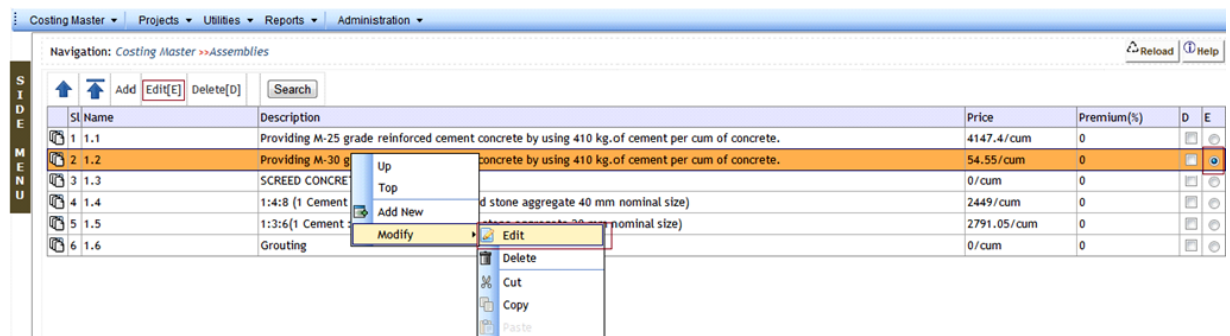 Costing Master Projects Utilities Reports Administration
Navigation: Costing Master >>Assemblies Reload Help
SIDE MENU
Add Edit[E] Delete[D] Search
Sl Name Description Price Premium(%) D E
1 1.1 Providing M-25 grade reinforced cement concrete by using 410 kg.of cement per cum of concrete. 4147.4/cum 0
2 1.2 Providing M-30 g concrete by using 410 kg.of cement per cum of concrete. 54.55/cum 0
Up
3 1.3 SCREED CONCRE 0/cum 0
Top
4 1.4 1:4:8 (1 Cement d stone aggregate 40 mm nominal size) 2449/cum 0
Add New
5 1.5 1:3:6(1 Cement nominal size) 2791.05/cum 0
Modify Edit
6 1.6 Grouting 0/cum 0
Delete
Cut
Copy
Paste